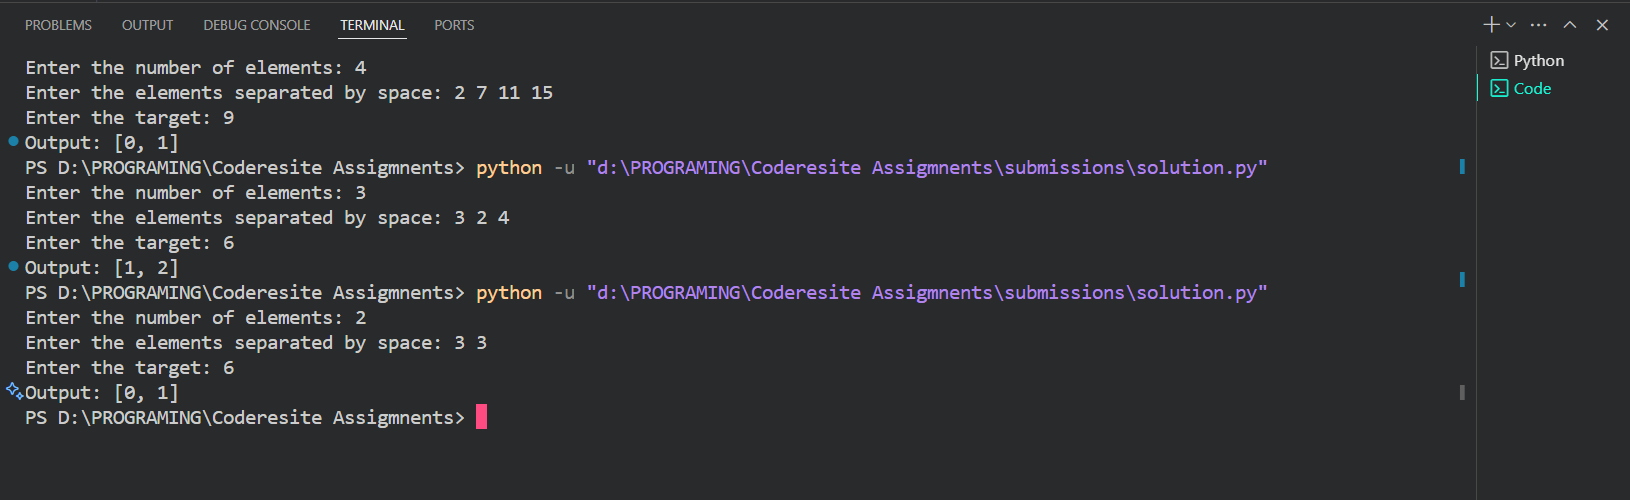 PROBLEMS OUTPUT DEBUG CONSOLE TERMINAL PORTS
Python
Code
Enter the number of elements: 4
Enter the elements separated by space: 2 7 11 15
Enter the target: 9
Output: [0, 1]
PS D:\PROGRAMING\Coderesite Assigmnents> python -u "d:\PROGRAMING\Coderesite Assigmnents\submissions\solution.py"
Enter the number of elements: 3
Enter the elements separated by space: 3 2 4
Enter the target: 6
Output: [1, 2]
PS D:\PROGRAMING\Coderesite Assigmnents> python -u "d:\PROGRAMING\Coderesite Assigmnents\submissions\solution.py"
Enter the number of elements: 2
Enter the elements separated by space: 3 3
Enter the target: 6
Output: [0, 1]
PS D:\PROGRAMING\Coderesite Assigmnents>